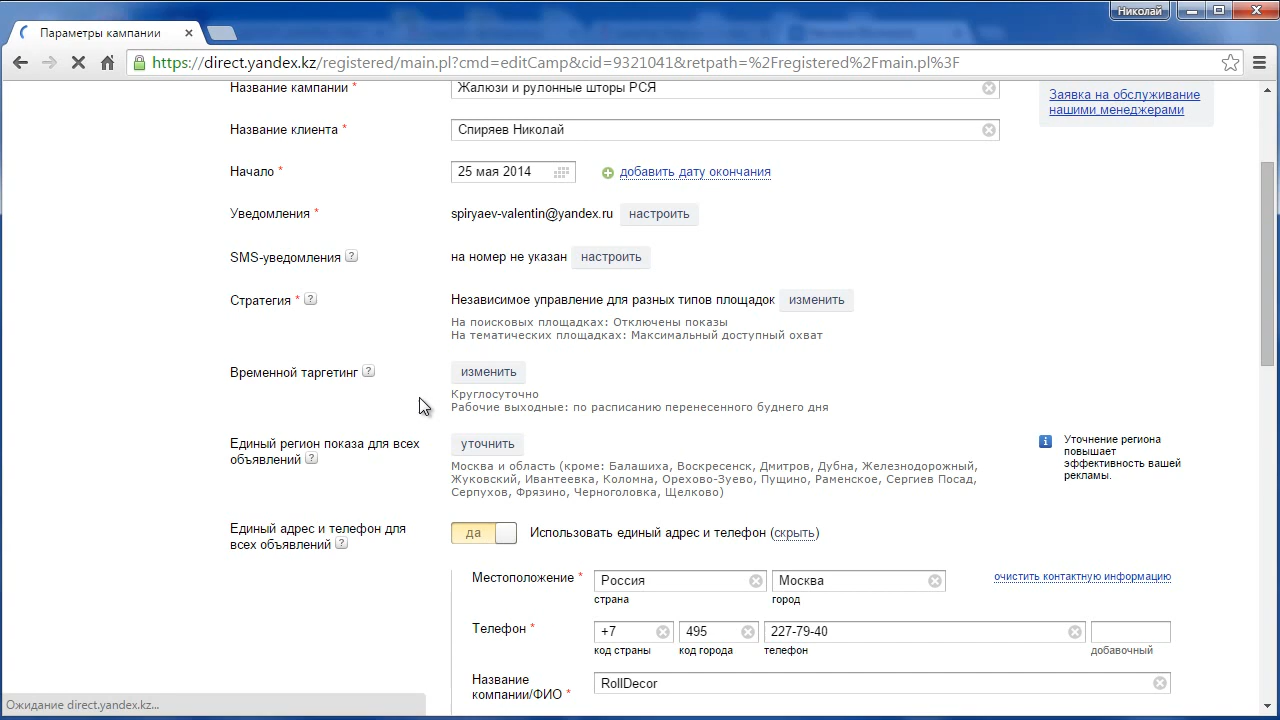 Николай
Параметры кампании
https://direct.yandex.kz/registered/main.pl?cmd=editCamp&cid=9321041&retpath=%2Fregistered%2Fmain.pl%3F
Название кампании *
Жалюзи и рулонные шторы РСЯ
Заявка на обслуживание
нашими менеджерами
Название клиента *
Спиряев Николай
Начало *
25 мая 2014
добавить дату окончания
Уведомления *
spiryaev-valentin@yandex.ru настроить
SMS-уведомления ?
на номер не указан настроить
Стратегия * ?
Независимое управление для разных типов площадок изменить
На поисковых площадках: Отключены показы
На тематических площадках: Максимальный доступный охват
Временной таргетинг ?
изменить
Круглосуточно
Рабочие выходные: по расписанию перенесенного буднего дня
Единый регион показа для всех
объявлений ?
уточнить
Москва и область (кроме: Балашиха, Воскресенск, Дмитров, Дубна, Железнодорожный,
Жуковский, Ивантеевка, Коломна, Орехово-Зуево, Пущино, Раменское, Сергиев Посад,
Серпухов, Фрязино, Черноголовка, Щелково)
Уточнение региона
повышает
эффективность вашей
рекламы.
Единый адрес и телефон для
всех объявлений ?
да
Использовать единый адрес и телефон (скрыть)
Местоположение *
Россия
Москва
очистить контактную информацию
страна
город
Телефон *
+7
495
227-79-40
код страны
код города
телефон
добавочный
Название
компании/ФИО *
RollDecor
Ожидание direct.yandex.kz...